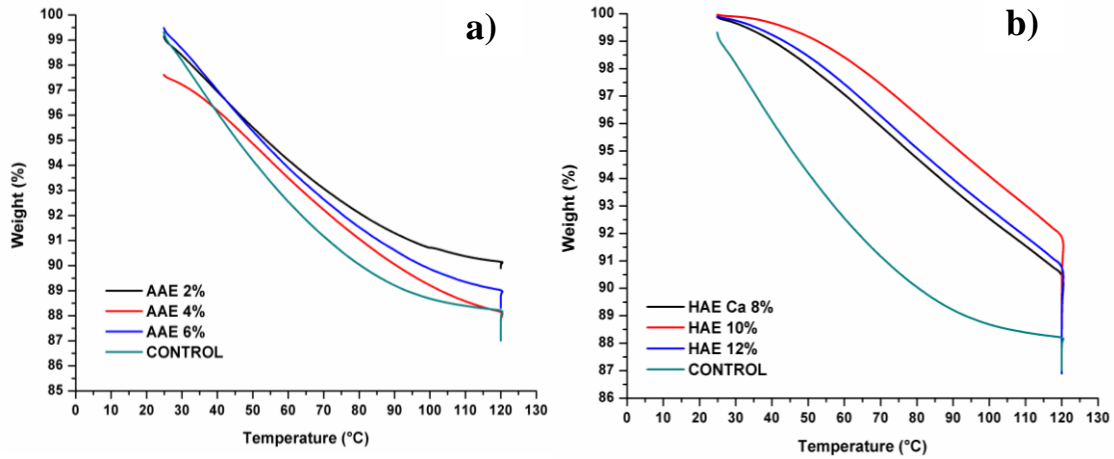 a)
100
99
98
97
96
95
94
93
92
91
90
89
88
87
86
85
Weight (%)
AAE 2%
AAE 4%
AAE 6%
CONTROL
0 10 20 30 40 50 60 70 80 90 100 110 120 130
Temperature (°C)
b)
100
99
98
97
96
95
94
93
92
91
90
89
88
87
86
Weight (%)
HAE Ca 8%
HAE 10%
HAE 12%
CONTROL
0 10 20 30 40 50 60 70 80 90 100 110 120 130
Temperature (°C)